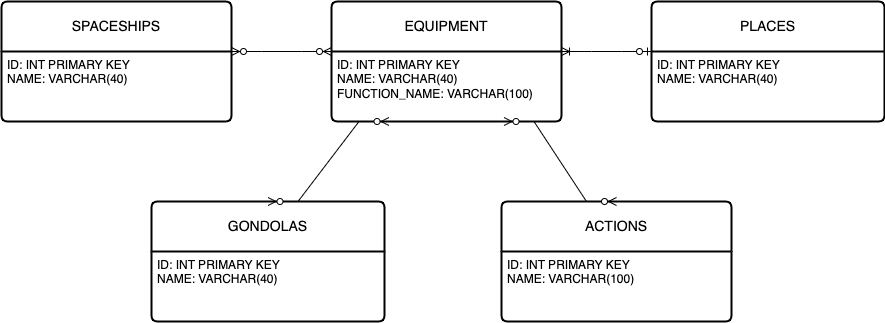 SPACESHIPS
ID: INT PRIMARY KEY
NAME: VARCHAR(40)
EQUIPMENT
ID: INT PRIMARY KEY
NAME: VARCHAR(40)
FUNCTION_NAME: VARCHAR(100)
PLACES
ID: INT PRIMARY KEY
NAME: VARCHAR(40)
GONDOLAS
ID: INT PRIMARY KEY
NAME: VARCHAR(40)
ACTIONS
ID: INT PRIMARY KEY
NAME: VARCHAR(100)